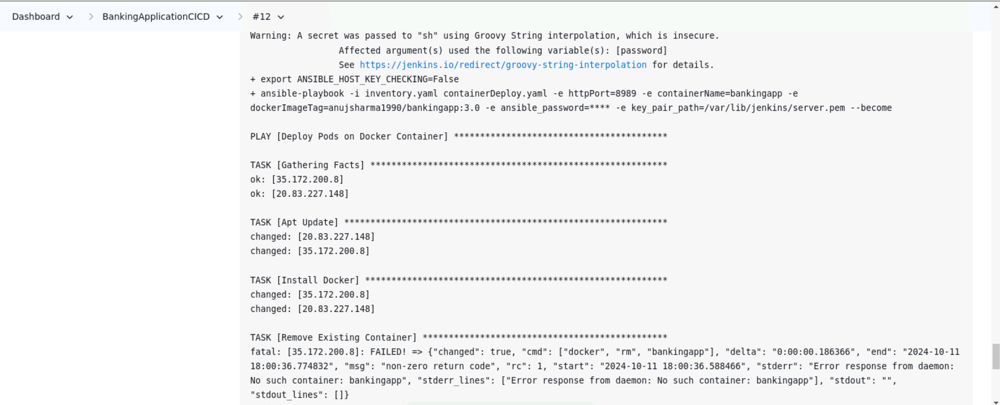 Dashboard > BankingApplicationCICD > #12
Warning: A secret was passed to "sh" using Groovy String interpolation, which is insecure.
Affected argument(s) used the following variable(s): [password]
See https://jenkins.io/redirect/groovy-string-interpolation for details.
+ export ANSIBLE_HOST_KEY_CHECKING=False
+ ansible-playbook -i inventory.yaml containerDeploy.yaml -e httpPort=8989 -e containerName=bankingapp -e
dockerImageTag=anujsharma1990/bankingapp:3.0 -e ansible_password=**** -e key_pair_path=/var/lib/jenkins/server.pem --become
PLAY [Deploy Pods on Docker Container] *****************************************
TASK [Gathering Facts] *********************************************************
ok: [35.172.200.8]
ok: [20.83.227.148]
TASK [Apt Update] **************************************************************
changed: [20.83.227.148]
changed: [35.172.200.8]
TASK [Install Docker] **********************************************************
changed: [35.172.200.8]
changed: [20.83.227.148]
TASK [Remove Existing Container] ***********************************************
fatal: [35.172.200.8]: FAILED! => {"changed": true, "cmd": ["docker", "rm", "bankingapp"], "delta": "0:00:00.186366", "end": "2024-10-11
18:00:36.774832", "msg": "non-zero return code", "rc": 1, "start": "2024-10-11 18:00:36.588466", "stderr": "Error response from daemon:
No such container: bankingapp", "stderr_lines": ["Error response from daemon: No such container: bankingapp"], "stdout": "",
"stdout_lines": []}